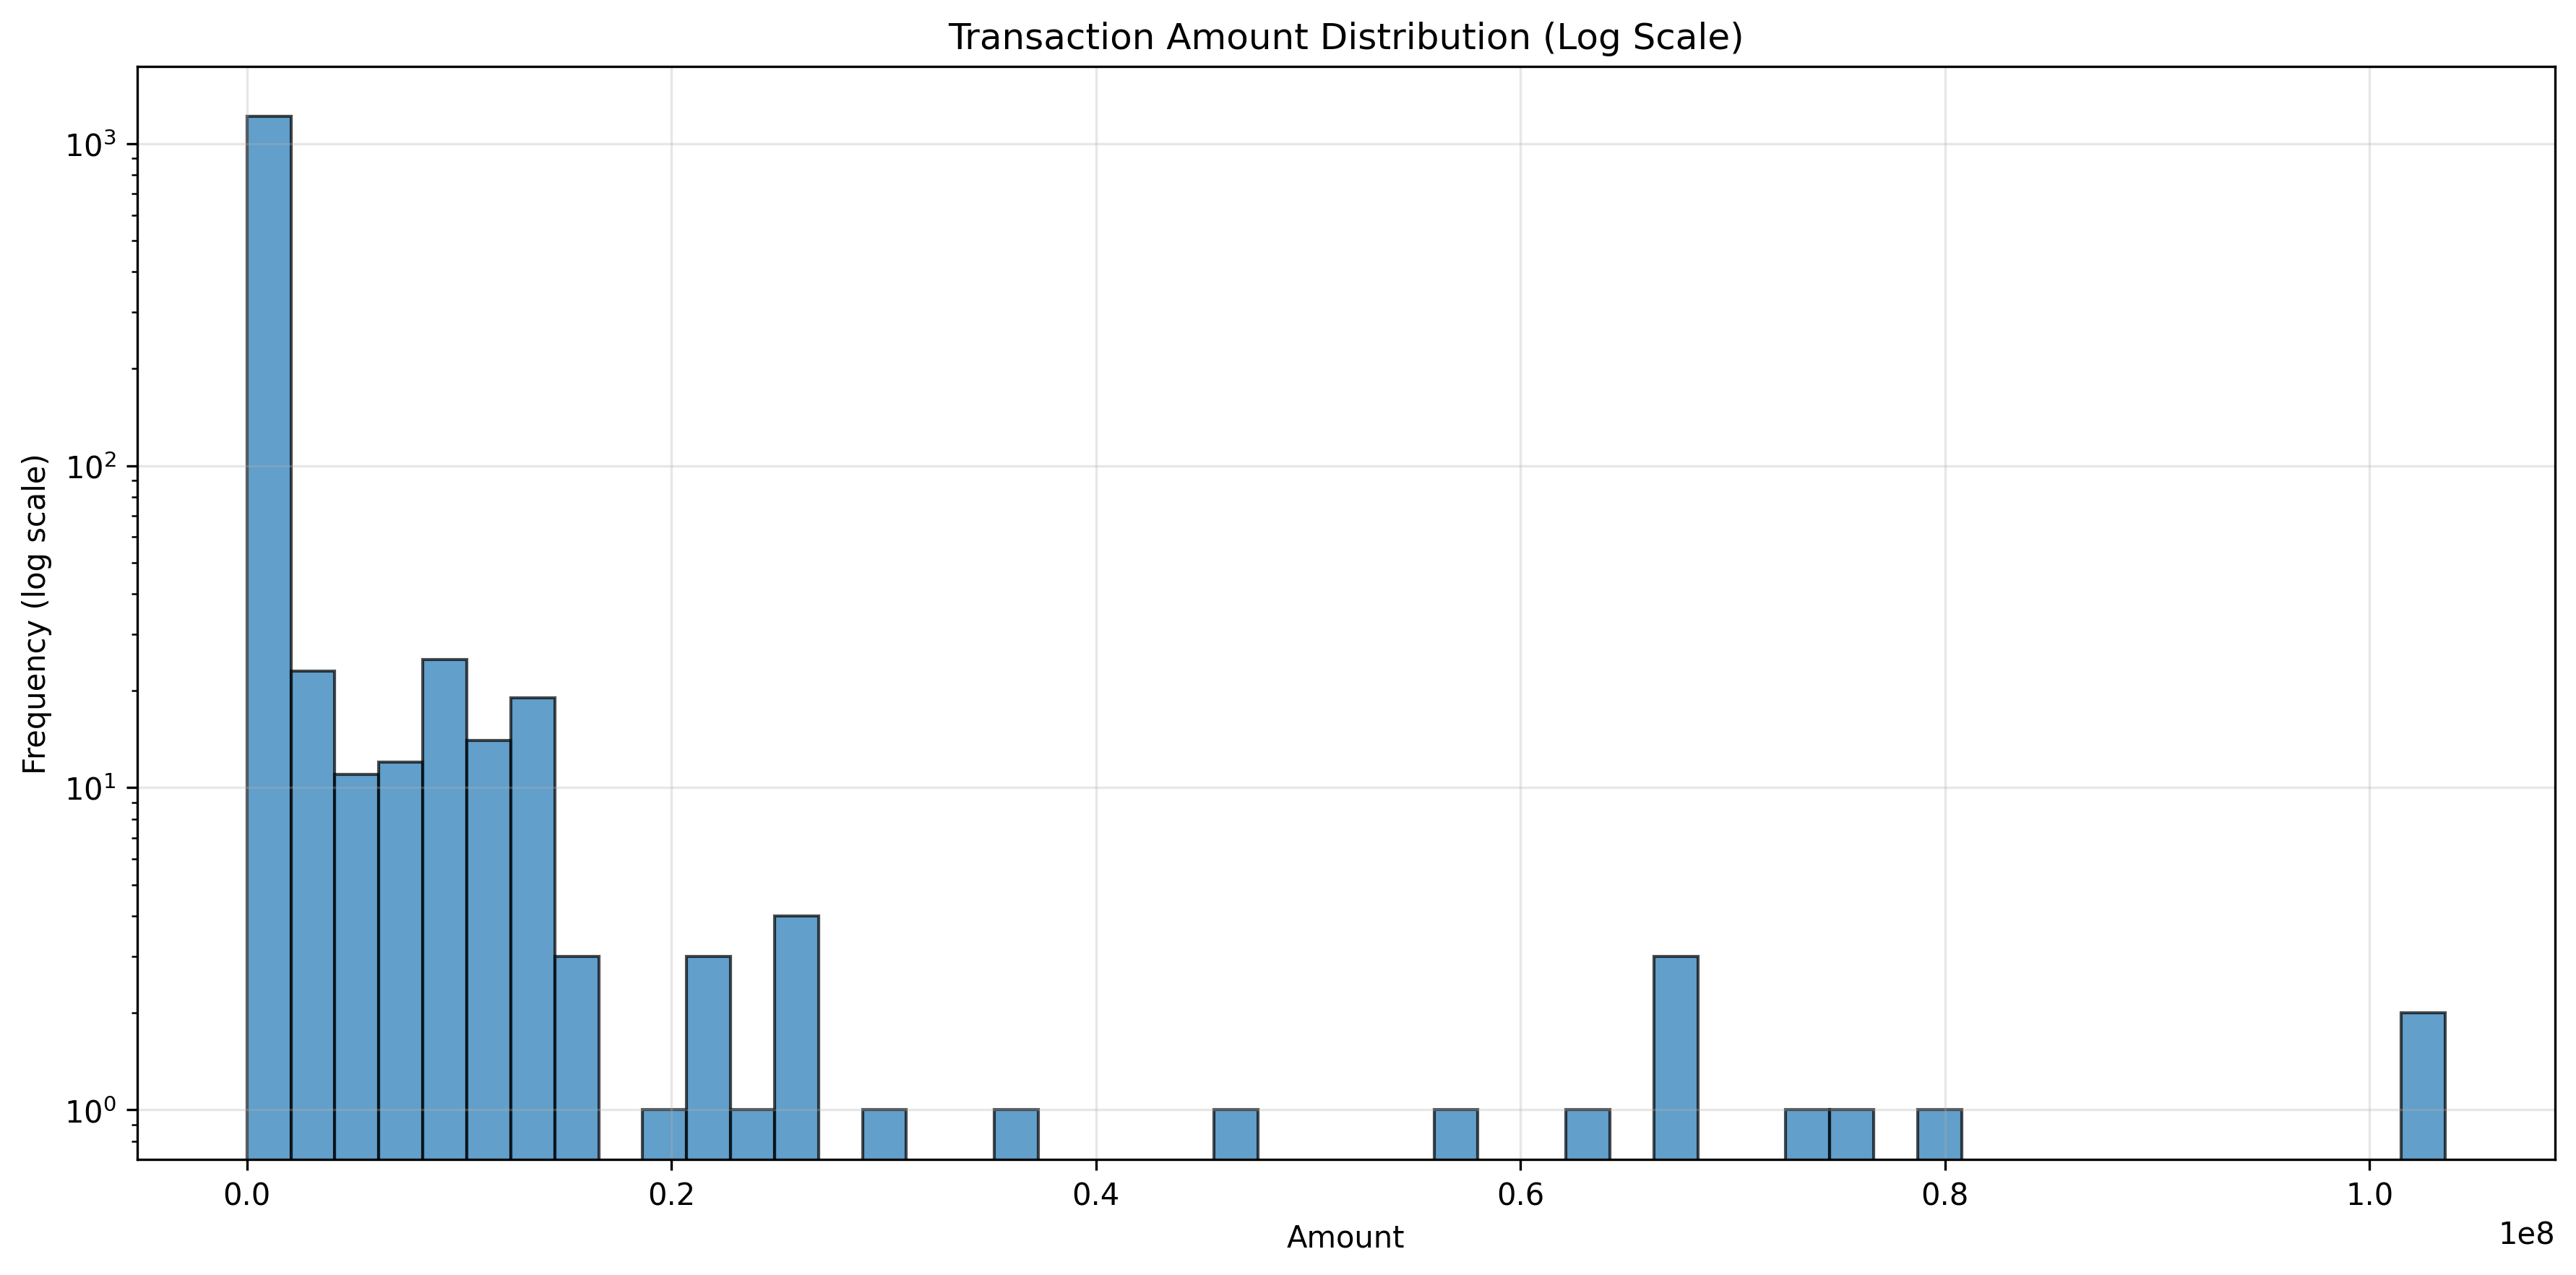 Transaction Amount Distribution (Log Scale)
Frequency (log scale)
10³
10²
10¹
10⁰
0.0 0.2 0.4 0.6 0.8 1.0
1e8
Amount